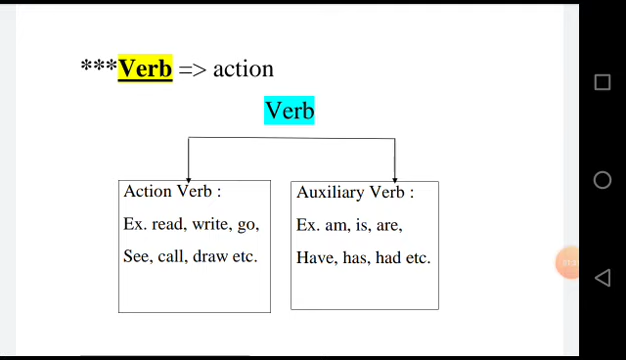 ***Verb => action
Verb
Action Verb :
Ex. read, write, go,
See, call, draw etc.
Auxiliary Verb :
Ex. am, is, are,
Have, has, had etc.